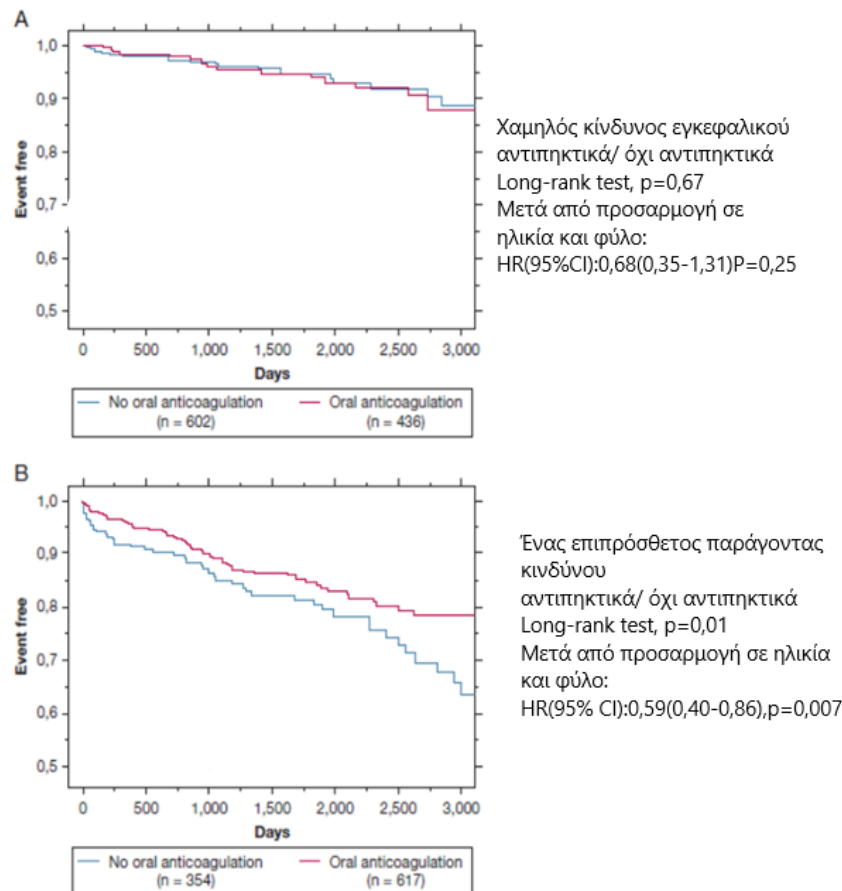 A
1,0
0,9
0,8
0,7
0,6
0,5
Event free
0 500 1,000 1,500 2,000 2,500 3,000
Days
No oral anticoagulation Oral anticoagulation
(n = 602) (n = 436)
Χαμηλός κίνδυνος εγκεφαλικού
αντιπηκτικά/ όχι αντιπηκτικά
Long-rank test, p=0,67
Μετά από προσαρμογή σε
ηλικία και φύλο:
HR(95%CI):0,68(0,35-1,31)P=0,25
B
1,0
0,9
0,8
0,7
0,6
0,5
Event free
0 500 1,000 1,500 2,000 2,500 3,000
Days
No oral anticoagulation Oral anticoagulation
(n = 354) (n = 617)
Ένας επιπρόσθετος παράγοντας
κινδύνου
αντιπηκτικά/ όχι αντιπηκτικά
Long-rank test, p=0,01
Μετά από προσαρμογή σε ηλικία
και φύλο:
HR(95% CI):0,59(0,40-0,86),p=0,007